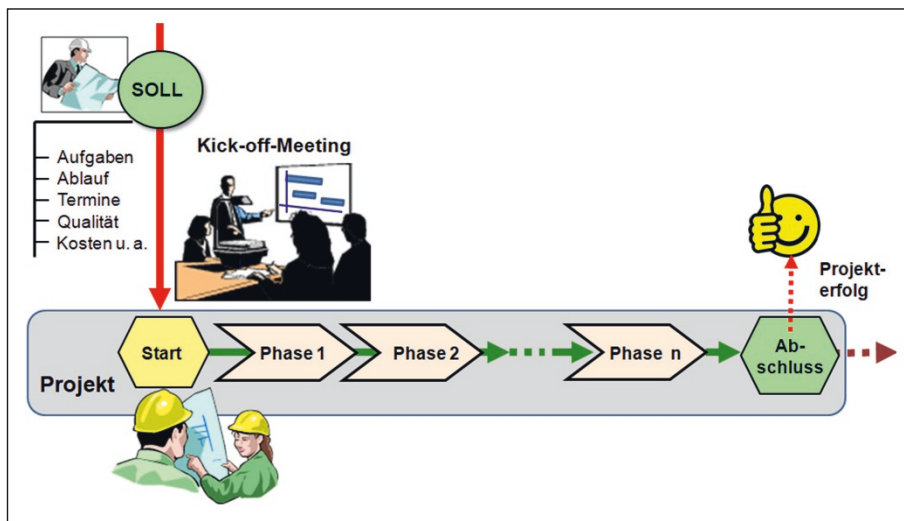 SOLL
Aufgaben
Ablauf
Termine
Qualität
Kosten u. a.
Kick-off-Meeting
Projekt-
erfolg
Projekt
Start
Phase 1
Phase 2
Phase n
Ab-
schluss